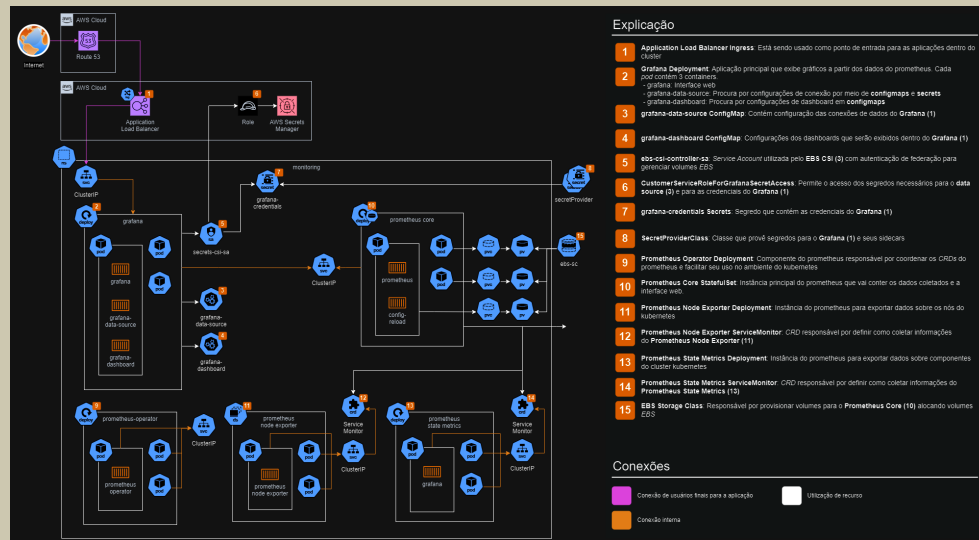 AWS Cloud
Route 53
Internet
AWS Cloud
1
Application
Load Balancer
6
Role
AWS Secrets
Manager
monitoring
ClusterIP
7
grafana-
credentials
8
secretProvider
2
grafana
grafana
grafana-
data-source
grafana-
dashboard
5
secrets-csi-sa
3
grafana-
data-source
4
grafana-
dashboard
ClusterIP
10
prometheus core
prometheus
config-
reload
15
ebs-sc
9
prometheus-operator
prometheus
operator
ClusterIP
11
prometheus
node exporter
prometheus
node exporter
12
Service
Monitor
ClusterIP
13
prometheus
state metrics
grafana
14
Service
Monitor
ClusterIP
Explicação
1 Application Load Balancer Ingress: Está sendo usado como ponto de entrada para as aplicações dentro do
cluster
2 Grafana Deployment: Aplicação principal que exibe gráficos a partir dos dados do prometheus. Cada
pod contém 3 containers.
- grafana: Interface web
- grafana-data-source: Procura por configurações de conexão por meio de configmaps e secrets
- grafana-dashboard: Procura por configurações de dashboard em configmaps
3 grafana-data-source ConfigMap: Contém configuração das conexões de dados do Grafana (1)
4 grafana-dashboard ConfigMap: Configurações dos dashboards que serão exibidos dentro do Grafana (1)
5 ebs-csi-controller-sa: Service Account utilizada pelo EBS CSI (3) com autenticação de federação para
gerenciar volumes EBS
6 CustomerServiceRoleForGrafanaSecretAccess: Permite o acesso dos segredos necessários para o data
source (3) e para as credenciais do Grafana (1)
7 grafana-credentials Secrets: Segredo que contém as credenciais do Grafana (1)
8 SecretProviderClass: Classe que provê segredos para o Grafana (1) e seus sidecars
9 Prometheus Operator Deployment: Componente do prometheus responsável por coordenar os CRDs do
prometheus e facilitar seu uso no ambiente do kubernetes
10 Prometheus Core StatefulSet: Instância principal do prometheus que vai conter os dados coletados e a
interface web.
11 Prometheus Node Exporter Deployment: Instância do prometheus para exportar dados sobre os nós do
kubernetes
12 Prometheus Node Exporter ServiceMonitor: CRD responsável por definir como coletar informações
do Prometheus Node Exporter (11)
13 Prometheus State Metrics Deployment: Instância do prometheus para exportar dados sobre componentes
do cluster kubernetes
14 Prometheus State Metrics ServiceMonitor: CRD responsável por definir como coletar informações do
Prometheus State Metrics (13)
15 EBS Storage Class: Responsável por provisionar volumes para o Prometheus Core (10) alocando volumes
EBS
Conexões
Conexão de usuários finais para a aplicação
Utilização de recurso
Conexão interna